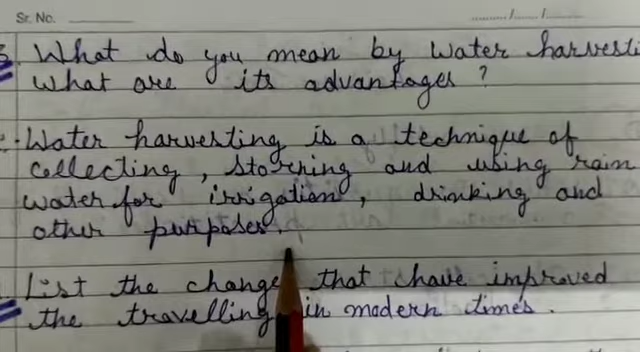 Sr. No.
What do you mean by water harvesti
what are its advantages ?
Water harvesting is a technique of
collecting, storhing and using rain
water for irrigation, drinking and
other purposes.
List the change that have improved
the travelling in modern times.